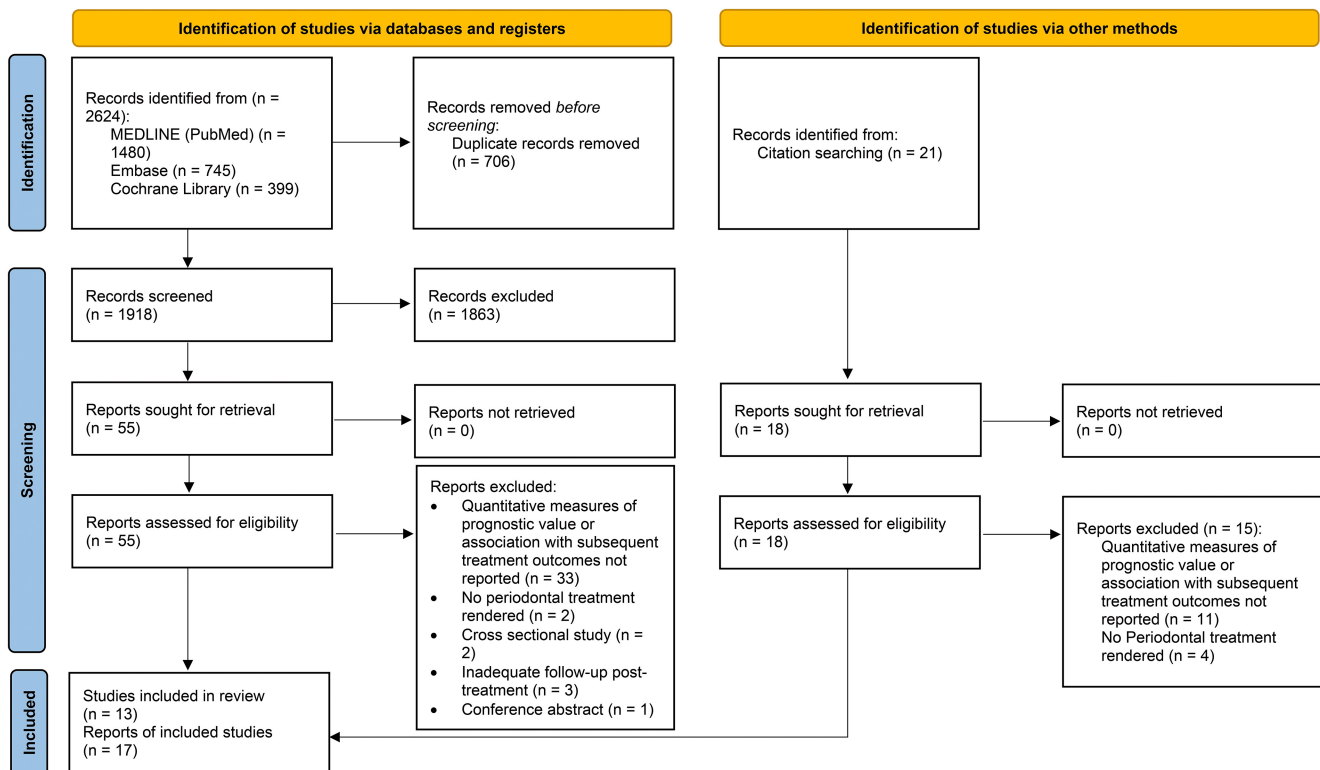 Identification of studies via databases and registers
Identification of studies via other methods
Identification
Records identified from (n =
2624):
MEDLINE (PubMed) (n =
1480)
Embase (n = 745)
Cochrane Library (n = 399)
Records removed before
screening:
Duplicate records removed
(n = 706)
Records identified from:
Citation searching (n = 21)
Screening
Records screened
(n = 1918)
Records excluded
(n = 1863)
Reports sought for retrieval
(n = 55)
Reports not retrieved
(n = 0)
Reports sought for retrieval
(n = 18)
Reports not retrieved
(n = 0)
Reports assessed for eligibility
(n = 55)
Reports excluded:
• Quantitative measures of
prognostic value or
association with subsequent
treatment outcomes not
reported (n = 33)
• No periodontal treatment
rendered (n = 2)
• Cross sectional study (n =
2)
• Inadequate follow-up post-
treatment (n = 3)
• Conference abstract (n = 1)
Reports assessed for eligibility
(n = 18)
Reports excluded (n = 15):
Quantitative measures of
prognostic value or
association with subsequent
treatment outcomes not
reported (n = 11)
No Periodontal treatment
rendered (n = 4)
Included
Studies included in review
(n = 13)
Reports of included studies
(n = 17)